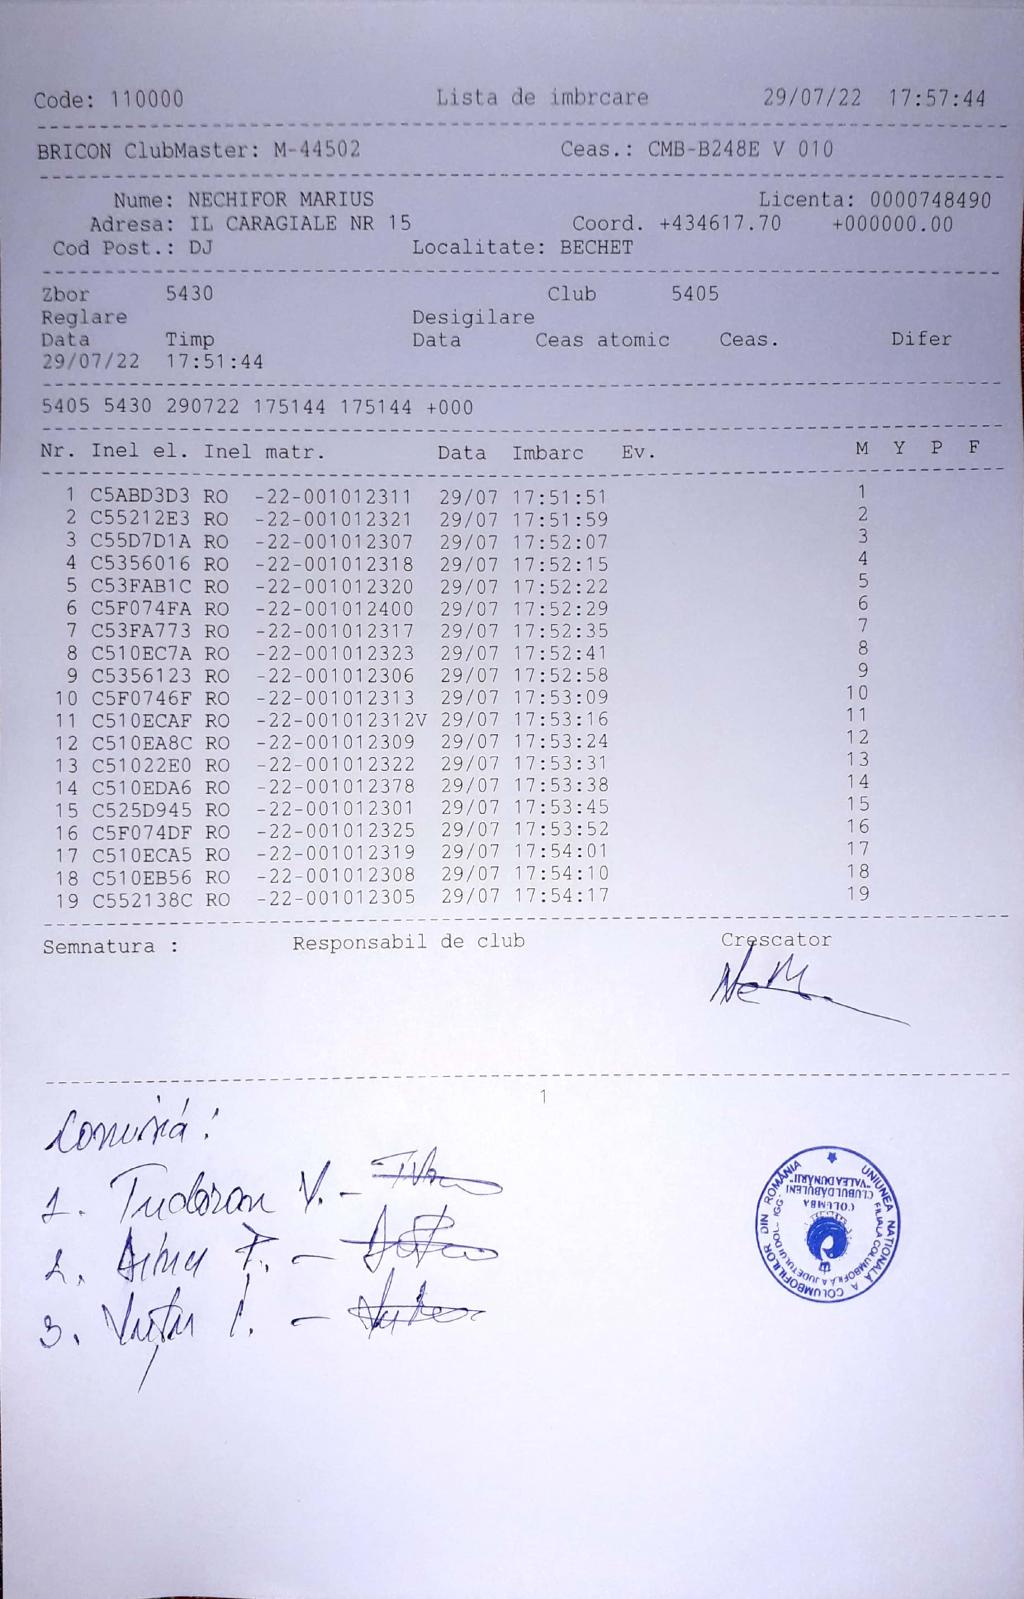 Code: 110000 Lista de imbrcare 29/07/22 17:57:44
BRICON ClubMaster: M-44502 Ceas.: CMB-B248E V 010
Nume: NECHIFOR MARIUS Licenta: 0000748490
Adresa: IL CARAGIALE NR 15 Coord. +434617.70 +000000.00
Cod Post.: DJ Localitate: BECHET
Zbor 5430 Club 5405
Reglare Desigilare
Data Timp Data Ceas atomic Ceas. Difer
29/07/22 17:51:44
5405 5430 290722 175144 175144 +000
Nr. Inel el. Inel matr. Data Imbarc Ev. M Y P F
1 C5ABD3D3 RO -22-001012311 29/07 17:51:51 1
2 C55212E3 RO -22-001012321 29/07 17:51:59 2
3 C55D7D1A RO -22-001012307 29/07 17:52:07 3
4 C5356016 RO -22-001012318 29/07 17:52:15 4
5 C53FAB1C RO -22-001012320 29/07 17:52:22 5
6 C5F074FA RO -22-001012400 29/07 17:52:29 6
7 C53FA773 RO -22-001012317 29/07 17:52:35 7
8 C510EC7A RO -22-001012323 29/07 17:52:41 8
9 C5356123 RO -22-001012306 29/07 17:52:58 9
10 C5F0746F RO -22-001012313 29/07 17:53:09 10
11 C510ECAF RO -22-001012312V 29/07 17:53:16 11
12 C510EA8C RO -22-001012309 29/07 17:53:24 12
13 C51022E0 RO -22-001012322 29/07 17:53:31 13
14 C510EDA6 RO -22-001012378 29/07 17:53:38 14
15 C525D945 RO -22-001012301 29/07 17:53:45 15
16 C5F074DF RO -22-001012325 29/07 17:53:52 16
17 C510ECA5 RO -22-001012319 29/07 17:54:01 17
18 C510EB56 RO -22-001012308 29/07 17:54:10 18
19 C552138C RO -22-001012305 29/07 17:54:17 19
Semnatura : Responsabil de club Crescator
1
1. Tudoran V. -
2.
3.
UNIUNEA NATIONALA A COLUMBOFILILOR DIN ROMANIA
FILIALA COLUMBOFILĂ A JUDETULUI DOLJ
COLUMBA
CLUBUL DĂBULENI
"VALEA DUNĂRII"